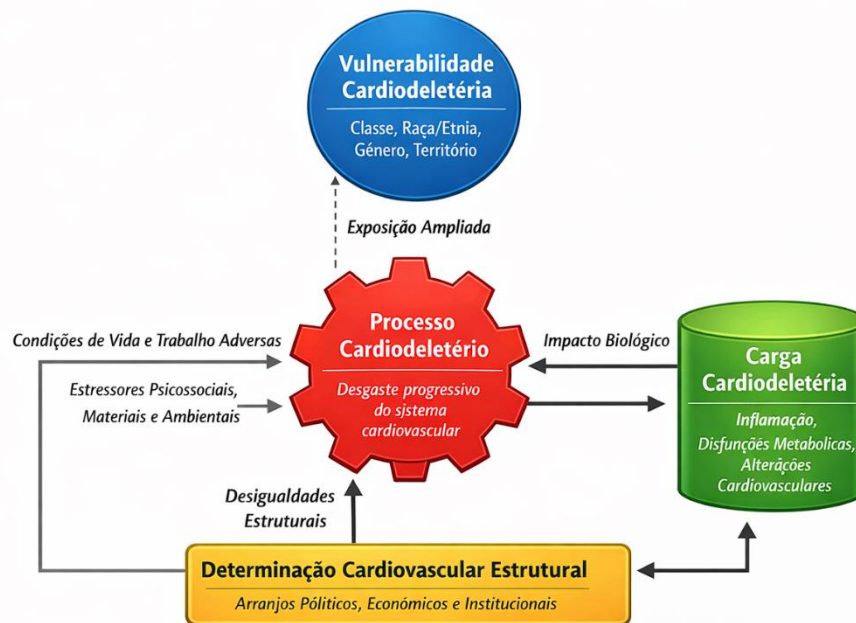 Vulnerabilidade
Cardiodeletéria
Classe, Raça/Etnia,
Género, Território
Exposição Ampliada
Condições de Vida e Trabalho Adversas
Estressores Psicossociais,
Materiais e Ambientais
Processo
Cardiodeletério
Desgaste progressivo
do sistema
cardiovascular
Impacto Biológico
Carga
Cardiodeletéria
Inflamação,
Disfunções Metabolicas,
Alterações
Cardiovasculares
Desigualdades
Estruturais
Determinação Cardiovascular Estrutural
Arranjos Póliticos, Económicos e Institucionais